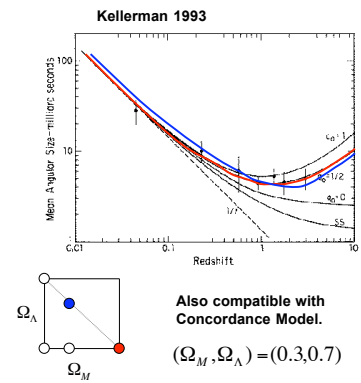 Kellerman 1993
Mean Angular Size-milliarc seconds
100
10
1
q₀=1
q₀=1/2
q₀=0
SS
1/r
0.01
0.1
1
10
Redshift
Ω_Λ
Ω_M
Also compatible with
Concordance Model.
(Ω_M,Ω_Λ)=(0.3,0.7)